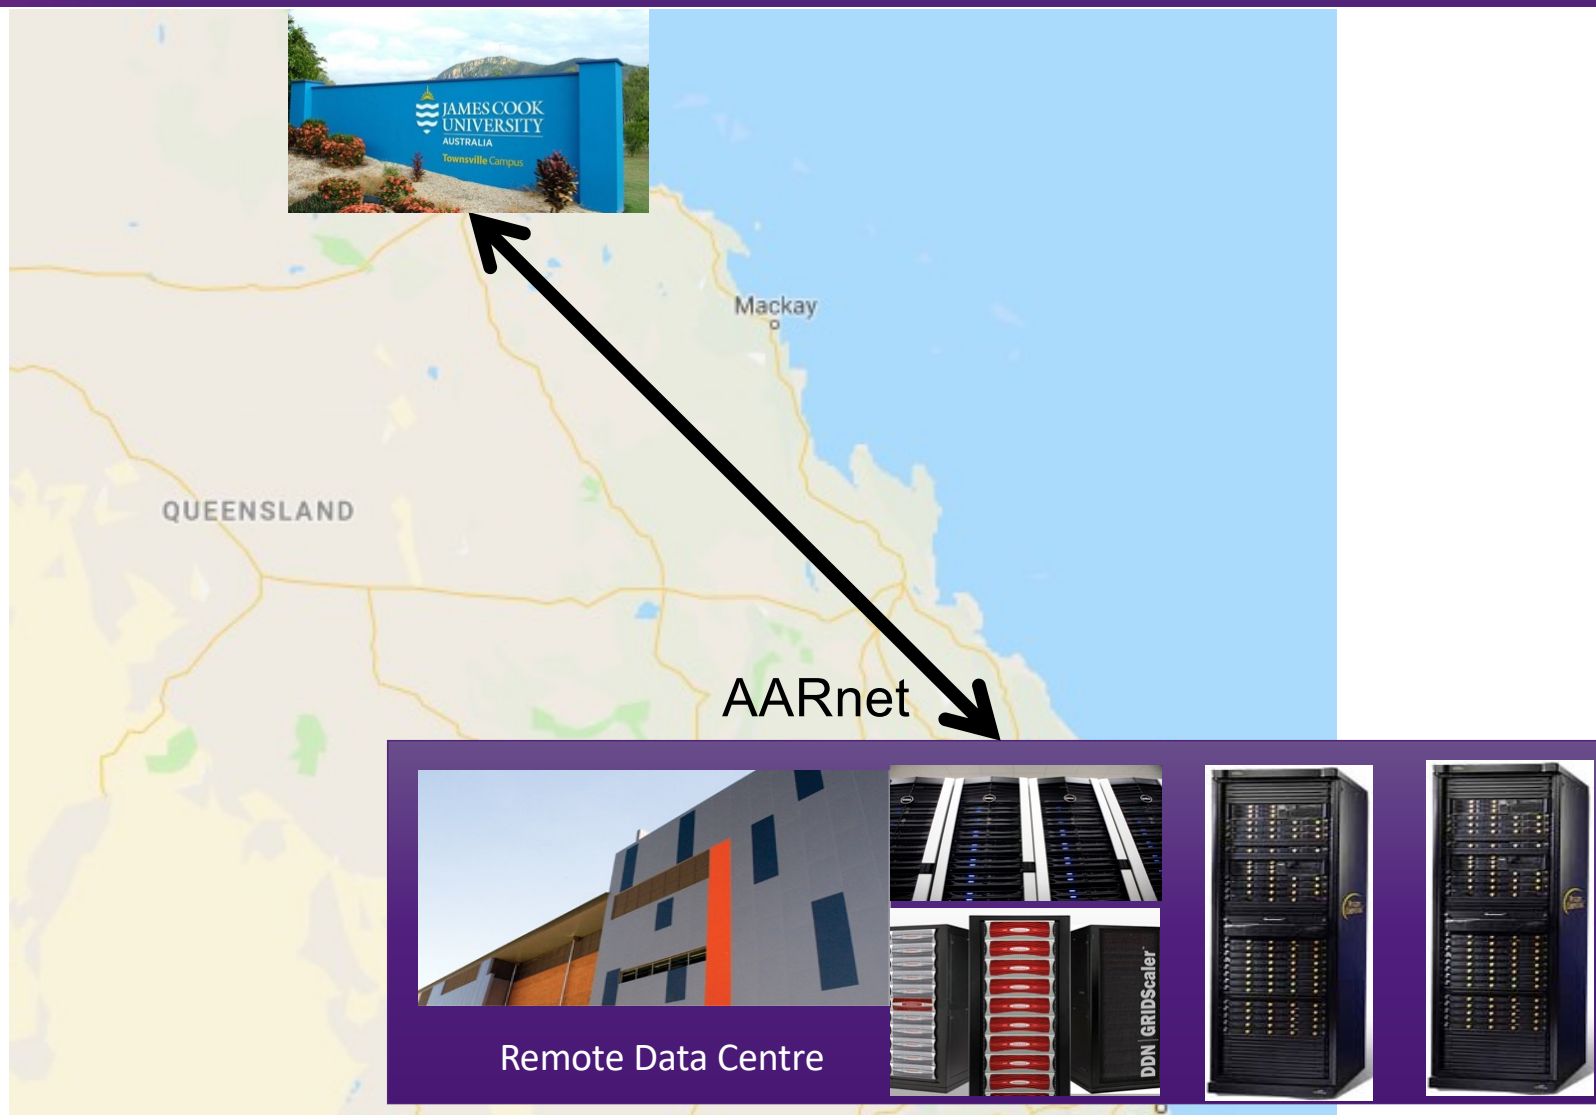 JAMES COOK
UNIVERSITY
AUSTRALIA
Townsville Campus
Mackay
QUEENSLAND
AARnet
DDN | GRIDScaler
Remote Data Centre